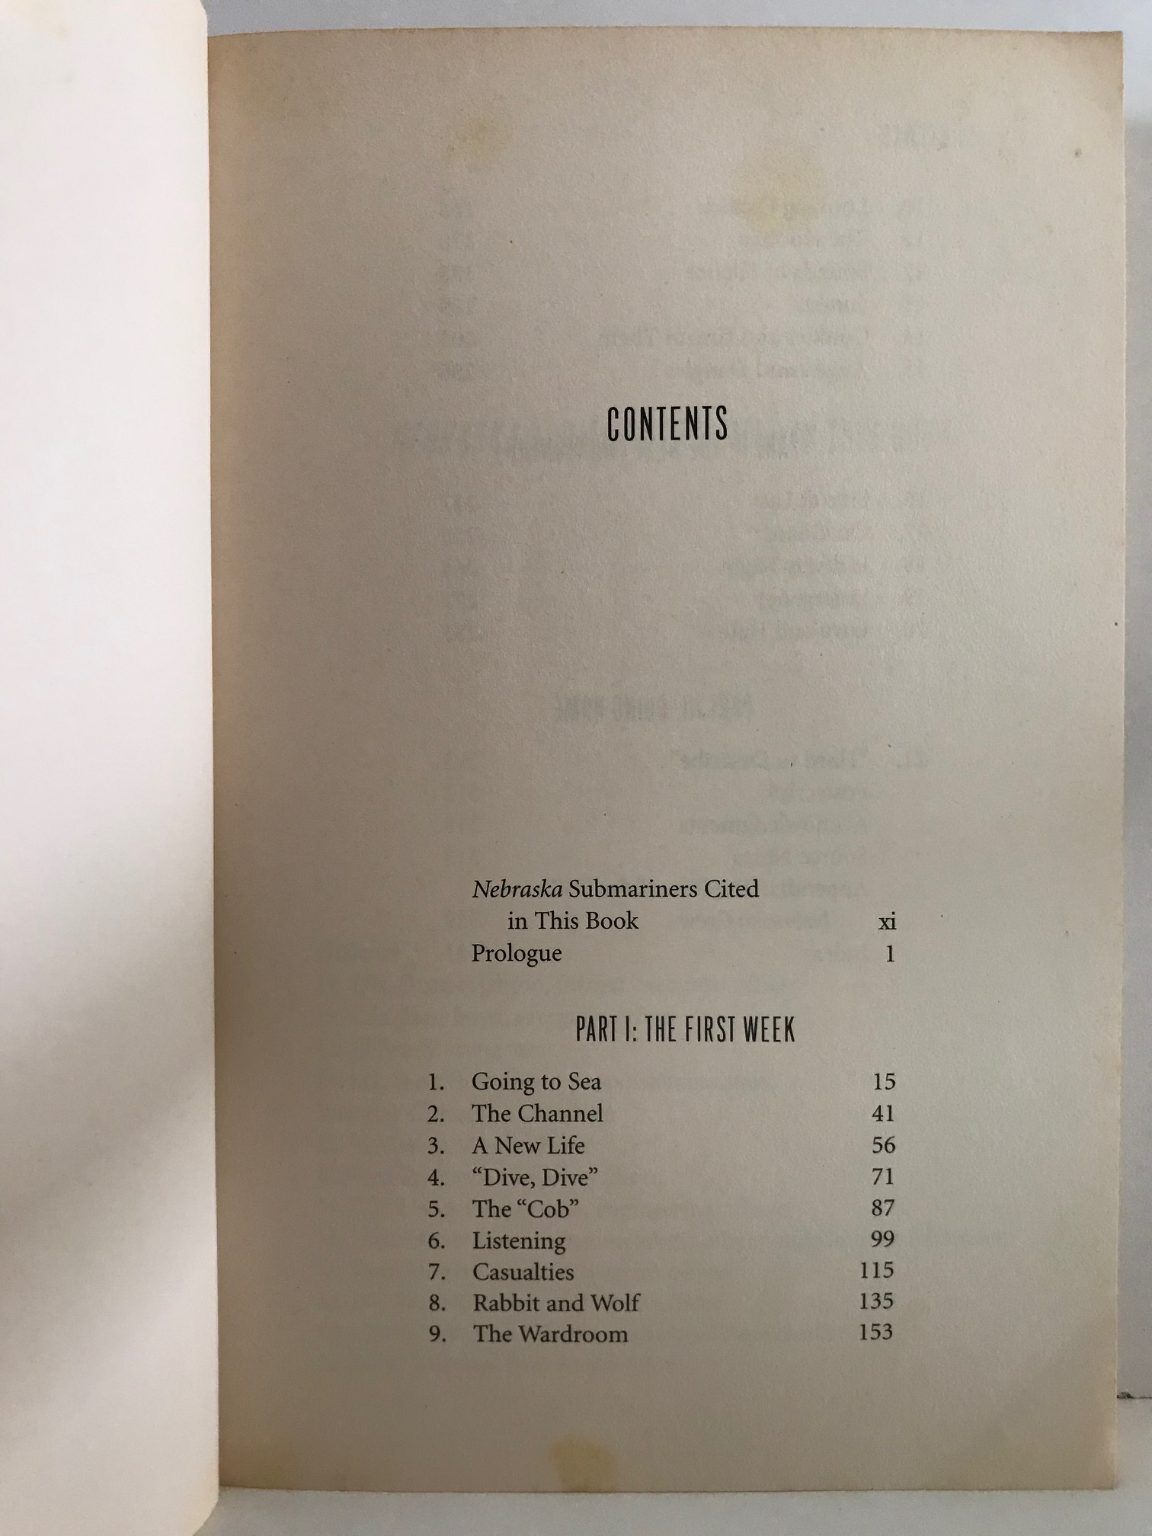 CONTENTS
Nebraska Submariners Cited
in This Book xi
Prologue 1
PART I: THE FIRST WEEK
1. Going to Sea 15
2. The Channel 41
3. A New Life 56
4. “Dive, Dive” 71
5. The “Cob” 87
6. Listening 99
7. Casualties 115
8. Rabbit and Wolf 135
9. The Wardroom 153